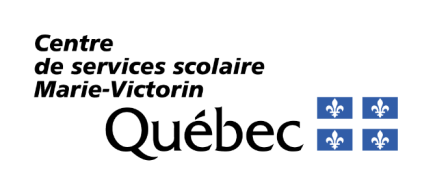 Centre
de services scolaire
Marie-Victorin
Québec